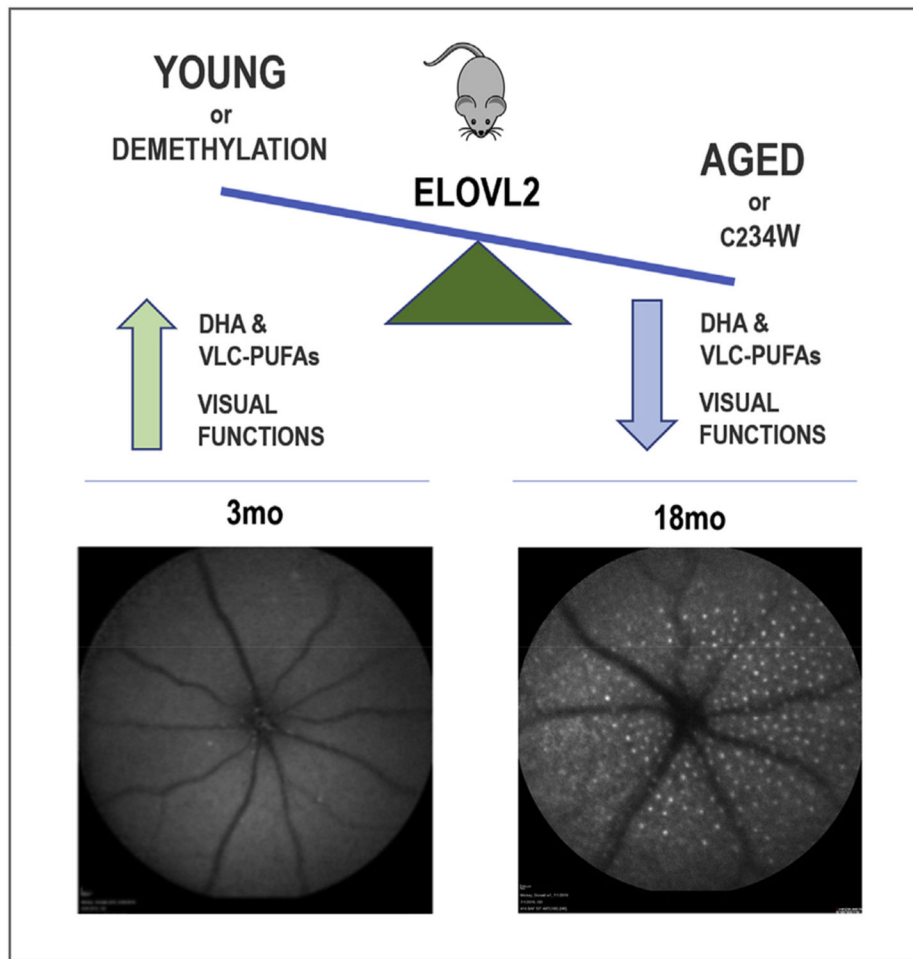 YOUNG
or
DEMETHYLATION
ELOVL2
AGED
or
C234W
DHA &
VLC-PUFAs
VISUAL
FUNCTIONS
DHA &
VLC-PUFAs
VISUAL
FUNCTIONS
3mo
18mo